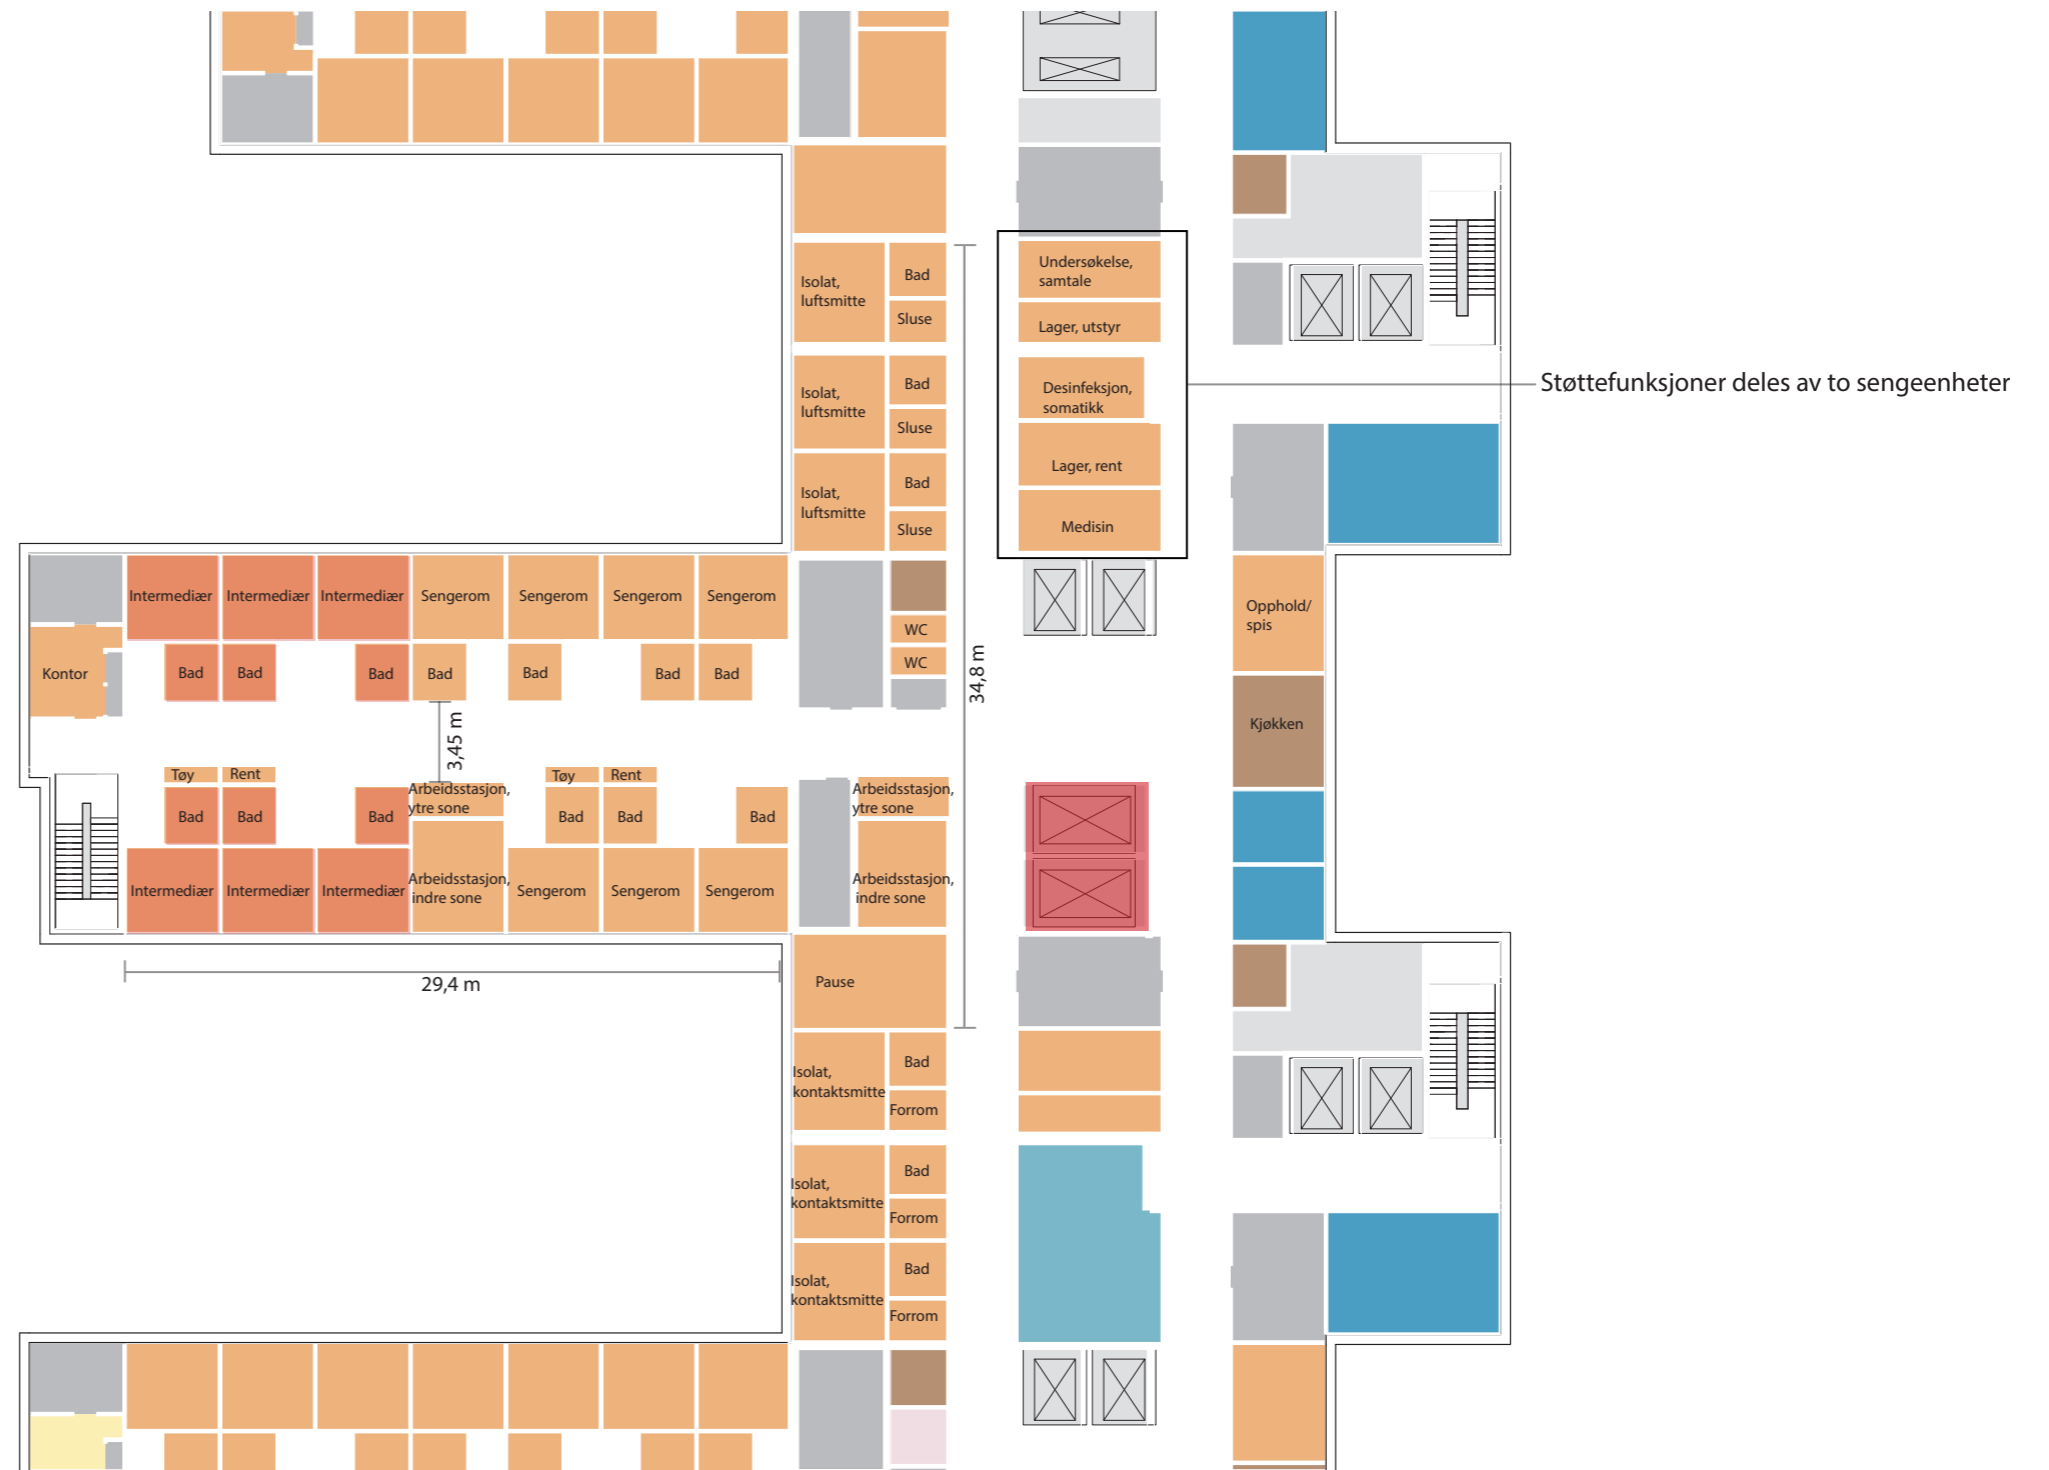 Undersøkelse,
samtale
Isolat,
luftsmitte
Bad
Sluse
Lager, utstyr
Desinfeksjon,
somatikk
Støttefunksjoner deles av to sengeenheter
Isolat,
luftsmitte
Bad
Sluse
Lager, rent
Isolat,
luftsmitte
Bad
Sluse
Medisin
Intermediær
Intermediær
Intermediær
Sengerom
Sengerom
Sengerom
Sengerom
Opphold/
spis
WC
WC
Kontor
Bad
Bad
Bad
Bad
Bad
Bad
Bad
34,8 m
Kjøkken
3,45 m
Tøy
Rent
Tøy
Rent
Arbeidsstasjon,
ytre sone
Arbeidsstasjon,
ytre sone
Bad
Bad
Bad
Bad
Bad
Bad
Intermediær
Intermediær
Intermediær
Arbeidsstasjon,
indre sone
Sengerom
Sengerom
Sengerom
Arbeidsstasjon,
indre sone
29,4 m
Pause
Isolat,
kontaktsmitte
Bad
Forrom
Isolat,
kontaktsmitte
Bad
Forrom
Isolat,
kontaktsmitte
Bad
Forrom